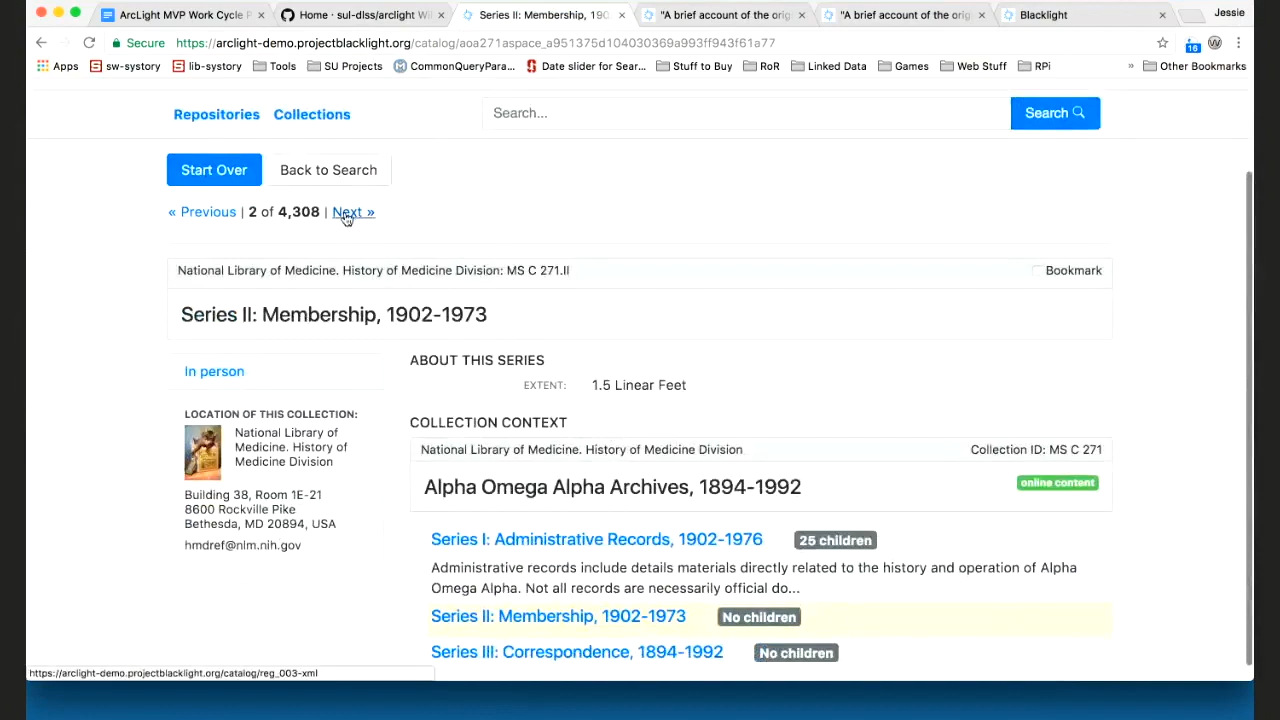 ArcLight MVP Work Cycle P
Home · sul-dlss/arclight Wi
Series II: Membership, 190
"A brief account of the orig
"A brief account of the orig
Blacklight
Jessie
Secure
https://arclight-demo.projectblacklight.org/catalog/aoa271aspace_a951375d104030369a993ff943f61a77
16
Apps
sw-systory
lib-systory
Tools
SU Projects
CommonQueryPara...
Date slider for Sear...
Stuff to Buy
RoR
Linked Data
Games
Web Stuff
RPi
»
Other Bookmarks
Repositories
Collections
Search...
Search
Start Over
Back to Search
« Previous | 2 of 4,308 | Next »
National Library of Medicine. History of Medicine Division: MS C 271.II
Bookmark
Series II: Membership, 1902-1973
In person
LOCATION OF THIS COLLECTION:
National Library of
Medicine. History of
Medicine Division
Building 38, Room 1E-21
8600 Rockville Pike
Bethesda, MD 20894, USA
hmdref@nlm.nih.gov
ABOUT THIS SERIES
EXTENT: 1.5 Linear Feet
COLLECTION CONTEXT
National Library of Medicine. History of Medicine Division
Collection ID: MS C 271
Alpha Omega Alpha Archives, 1894-1992
online content
Series I: Administrative Records, 1902-1976
25 children
Administrative records include details materials directly related to the history and operation of Alpha
Omega Alpha. Not all records are necessarily official do...
Series II: Membership, 1902-1973
No children
Series III: Correspondence, 1894-1992
No children
https://arclight-demo.projectblacklight.org/catalog/reg_003-xml